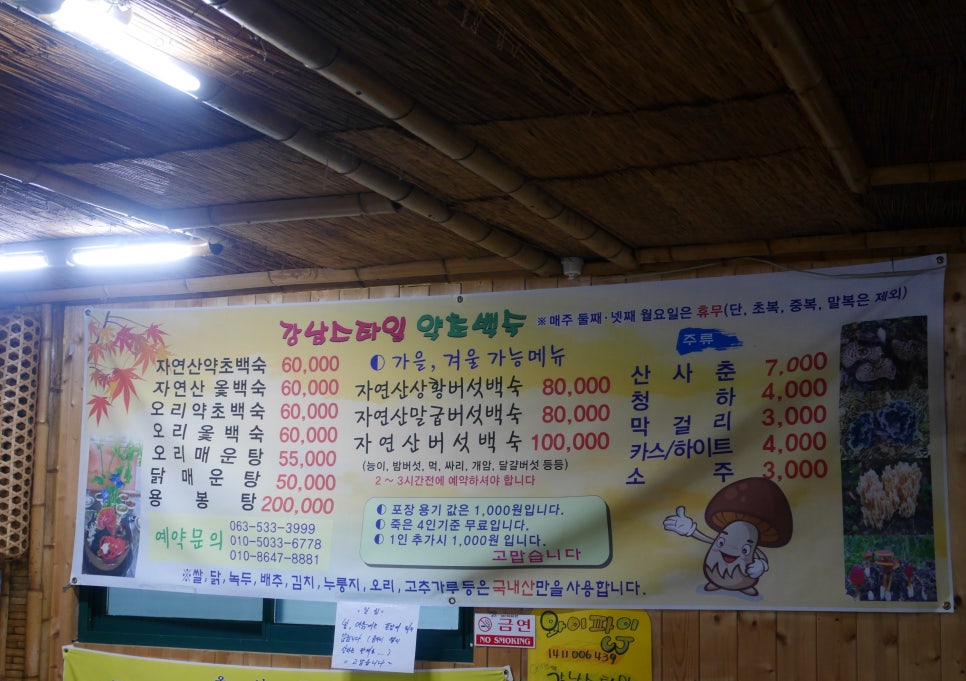 강남스타일 약초백숙 ※매주 둘째·넷째 월요일은 휴무(단, 초복, 중복, 말복은 제외)
자연산약초백숙 60,000
자연산 옻백숙 60,000
오리약초백숙 60,000
오리 옻백숙 60,000
오리매운탕 55,000
닭매운탕 50,000
용봉탕 200,000
예약문의
063-533-3999
010-5033-6778
010-8647-8881
가을, 겨울 가능메뉴
자연산상황버섯백숙 80,000
자연산말굽버섯백숙 80,000
자연산버섯백숙 100,000
(능이, 밤버섯, 먹, 싸리, 개암, 달걀버섯 등등)
2 ~ 3시간전에 예약하셔야 합니다
포장 용기 값은 1,000원입니다.
죽은 4인기준 무료입니다.
1인 추가시 1,000원 입니다.
고맙습니다
주류
산사춘 7,000
청하 4,000
막걸리 3,000
카스/하이트 4,000
소주 3,000
※쌀, 닭, 녹두, 배추, 김치, 누룽지, 오리, 고추가루등은 국내산만을 사용합니다.
금연
NO SMOKING
와이파이
1411006439